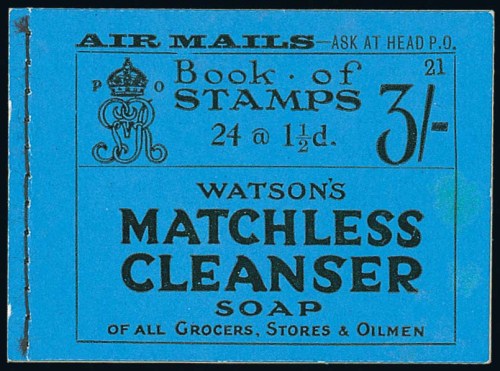 AIR MAILS—ASK AT HEAD P.O.
P O
GvR
Book · of
STAMPS
24 @ 1½d.
21
3/-
WATSON'S
MATCHLESS
CLEANSER
SOAP
OF ALL GROCERS, STORES & OILMEN